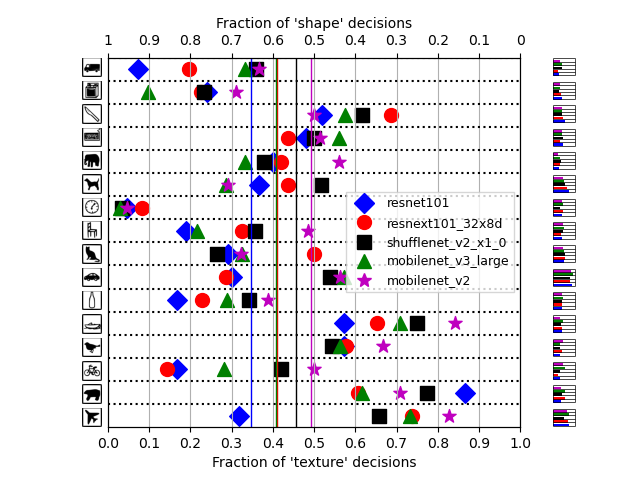 Fraction of 'shape' decisions
1 0.9 0.8 0.7 0.6 0.5 0.4 0.3 0.2 0.1 0
resnet101
resnext101_32x8d
shufflenet_v2_x1_0
mobilenet_v3_large
mobilenet_v2
0.0 0.1 0.2 0.3 0.4 0.5 0.6 0.7 0.8 0.9 1.0
Fraction of 'texture' decisions